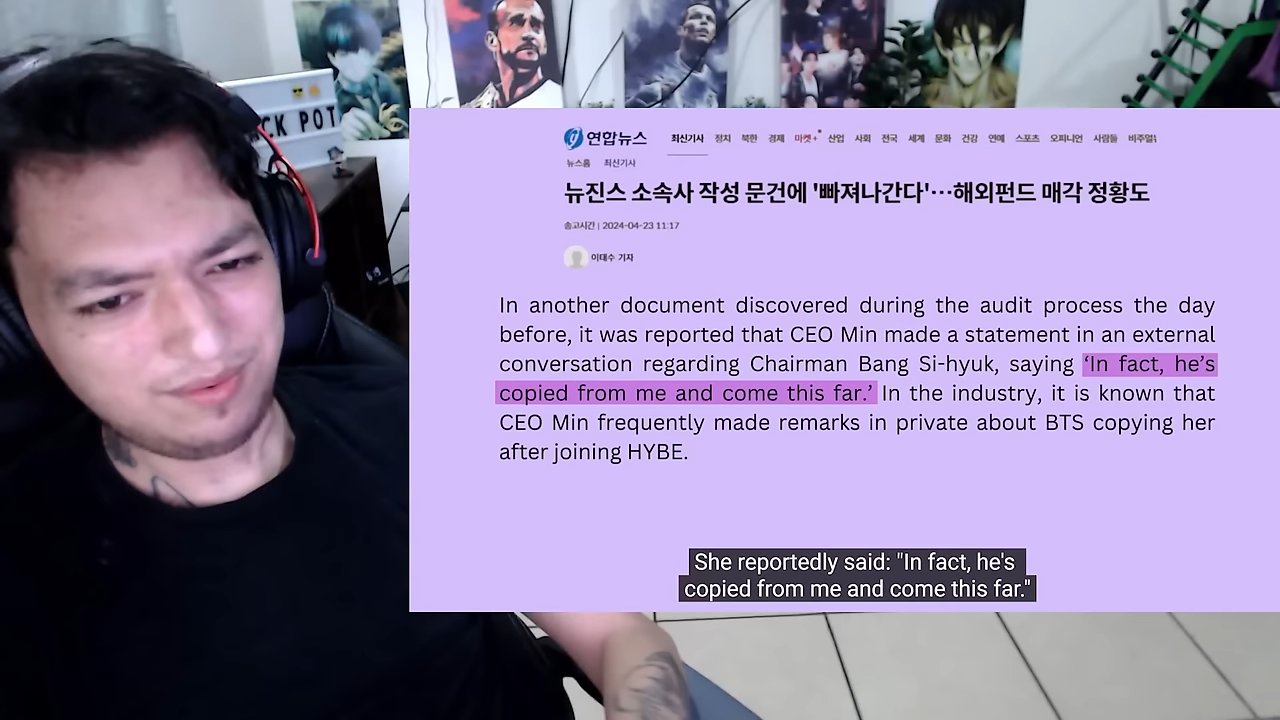 CK POT
연합뉴스
최신기사 정치 북한 경제 마켓+ 산업 사회 전국 세계 문화 건강 연예 스포츠 오피니언 사람들
뉴스홈 최신기사
뉴진스 소속사 작성 문건에 '빠져나간다'…해외펀드 매각 정황도
송고시간 | 2024-04-23 11:17
이태수 기자
In another document discovered during the audit process the day
before, it was reported that CEO Min made a statement in an external
conversation regarding Chairman Bang Si-hyuk, saying ‘In fact, he’s
copied from me and come this far.’ In the industry, it is known that
CEO Min frequently made remarks in private about BTS copying her
after joining HYBE.
She reportedly said: "In fact, he's
copied from me and come this far."